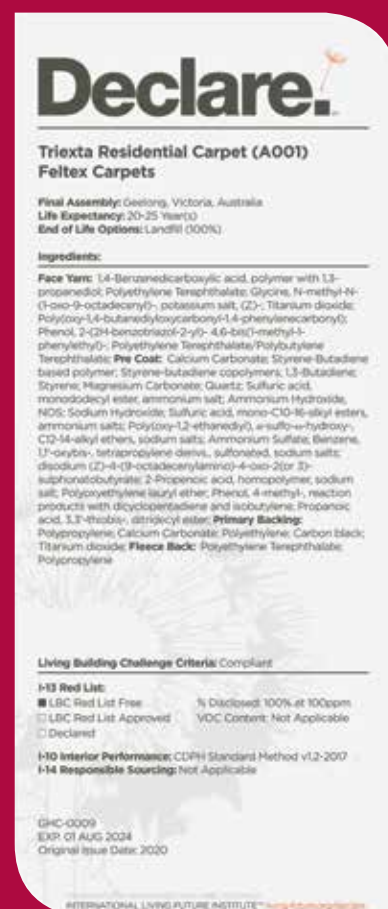 Declare.
Triexta Residential Carpet (A001)
Feltex Carpets
Final Assembly: Geelong, Victoria, Australia
Life Expectancy: 20-25 Year(s)
End of Life Options: Landfill (100%)
Ingredients:
Face Yarn: 1,4-Benzenedicarboxylic acid, polymer with 1,3-
propanediol; Polyethylene Terephthalate; Glycine, N-methyl-N-
(1-oxo-9-octadecenyl)-, potassium salt, (Z)-; Titanium dioxide;
Poly(oxy-1,4-butanediyloxycarbonyl-1,4-phenylenecarbonyl);
Phenol, 2-(2H-benzotriazol-2-yl)- 4,6-bis(1-methyl-1-
phenylethyl)-; Polyethylene Terephthalate/Polybutylene
Terephthalate; Pre Coat: Calcium Carbonate; Styrene-Butadiene
based polymer; Styrene-butadiene copolymers; 1,3-Butadiene;
Styrene; Magnesium Carbonate; Quartz; Sulfuric acid,
monododecyl ester, ammonium salt; Ammonium Hydroxide,
NOS; Sodium Hydroxide; Sulfuric acid, mono-C10-16-alkyl esters,
ammonium salts; Poly(oxy-1,2-ethanediyl), α-sulfo-ω-hydroxy-,
C12-14-alkyl ethers, sodium salts; Ammonium Sulfate; Benzene,
1,1'-oxybis-, tetrapropylene derivs., sulfonated, sodium salts;
disodium (Z)-4-(9-octadecenylamino)-4-oxo-2(or 3)-
sulphonatobutyrate; 2-Propenoic acid, homopolymer, sodium
salt; Polyoxyethylene lauryl ether; Phenol, 4-methyl-, reaction
products with dicyclopentadiene and isobutylene; Propanoic
acid, 3,3'-thiobis-, ditridecyl ester; Primary Backing:
Polypropylene; Calcium Carbonate; Polyethylene; Carbon black;
Titanium dioxide; Fleece Back: Polyethylene Terephthalate;
Polypropylene
Living Building Challenge Criteria: Compliant
I-13 Red List:
LBC Red List Free % Disclosed: 100% at 100ppm
LBC Red List Approved VOC Content: Not Applicable
Declared
I-10 Interior Performance: CDPH Standard Method v1.2-2017
I-14 Responsible Sourcing: Not Applicable
GHC-0009
EXP. 01 AUG 2024
Original Issue Date: 2020
INTERNATIONAL LIVING FUTURE INSTITUTE™ living-future.org/declare